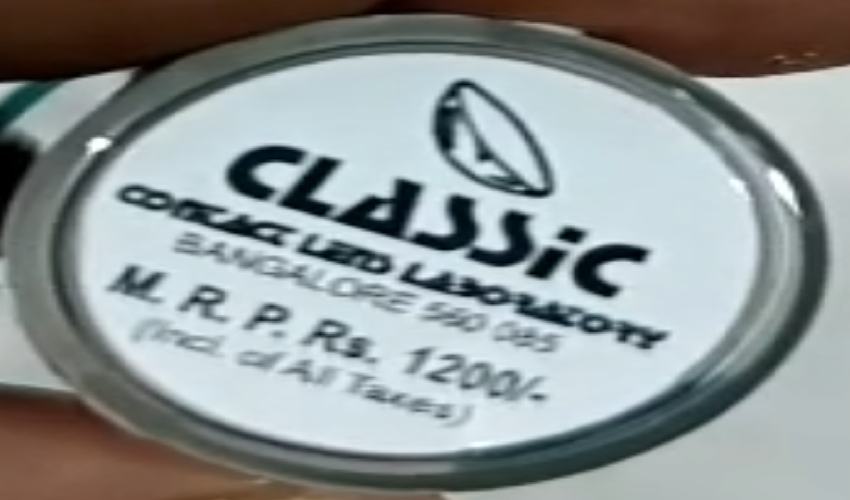 CLASSiC
CONTACT LENS LABORATORY
BANGALORE 560 085
M. R. P. Rs. 1200/-
(Incl. of All Taxes)